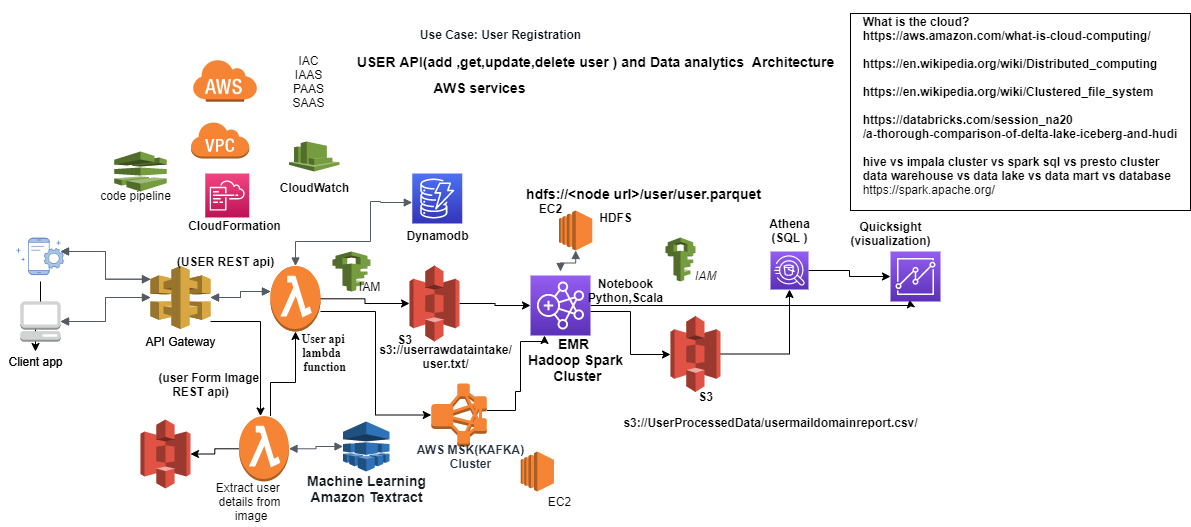 Use Case: User Registration
USER API(add ,get,update,delete user ) and Data analytics  Architecture
AWS services
What is the cloud?
https://aws.amazon.com/what-is-cloud-computing/
https://en.wikipedia.org/wiki/Distributed_computing
https://en.wikipedia.org/wiki/Clustered_file_system
https://databricks.com/session_na20
/a-thorough-comparison-of-delta-lake-iceberg-and-hudi
hive vs impala cluster vs spark sql vs presto cluster
data warehouse vs data lake vs data mart vs database
https://spark.apache.org/
AWS
IAC
IAAS
PAAS
SAAS
VPC
code pipeline
CloudWatch
CloudFormation
Dynamodb
hdfs://<node url>/user/user.parquet
EC2
HDFS
Athena
(SQL )
Quicksight
(visualization)
(USER REST api)
IAM
IAM
Notebook
Python,Scala
Client app
API Gateway
User api
lambda
function
S3
s3://userrawdataintake/
user.txt/
EMR
Hadoop Spark
Cluster
S3
s3://UserProcessedData/usermaildomainreport.csv/
(user Form Image
REST api)
AWS MSK(KAFKA)
Cluster
EC2
Extract user
details from
image
Machine Learning
Amazon Textract